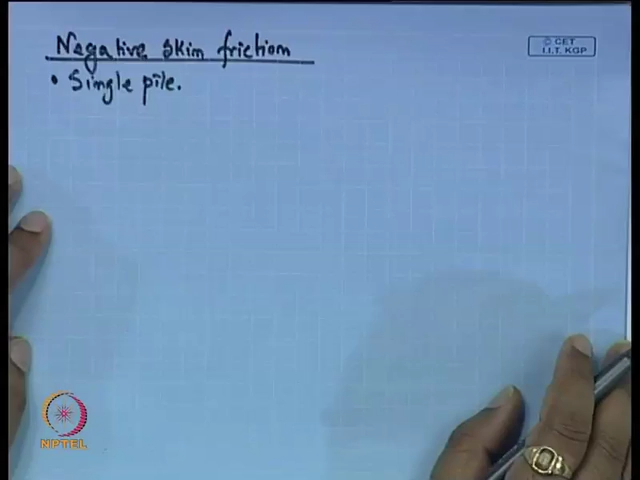 Negative skin friction
• Single pile.
© CET
I.I.T. KGP
NPTEL